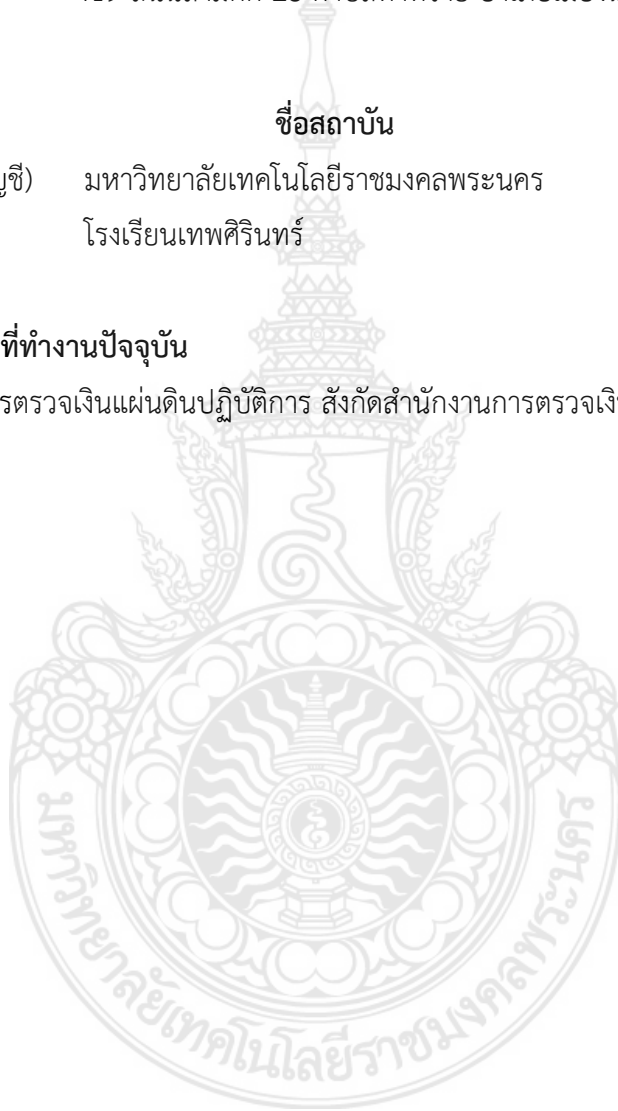 ชื่อสถาบัน
ญชี) มหาวิทยาลัยเทคโนโลยีราชมงคลพระนคร
โรงเรียนเทพศิรินทร์
ที่ทำงานปัจจุบัน
รตรวจเงินแผ่นดินปฏิบัติการ สังกัดสำนักงานการตรวจเงิ
มหาวิทยาลัยเทคโนโลยีราชมงคลพระนคร